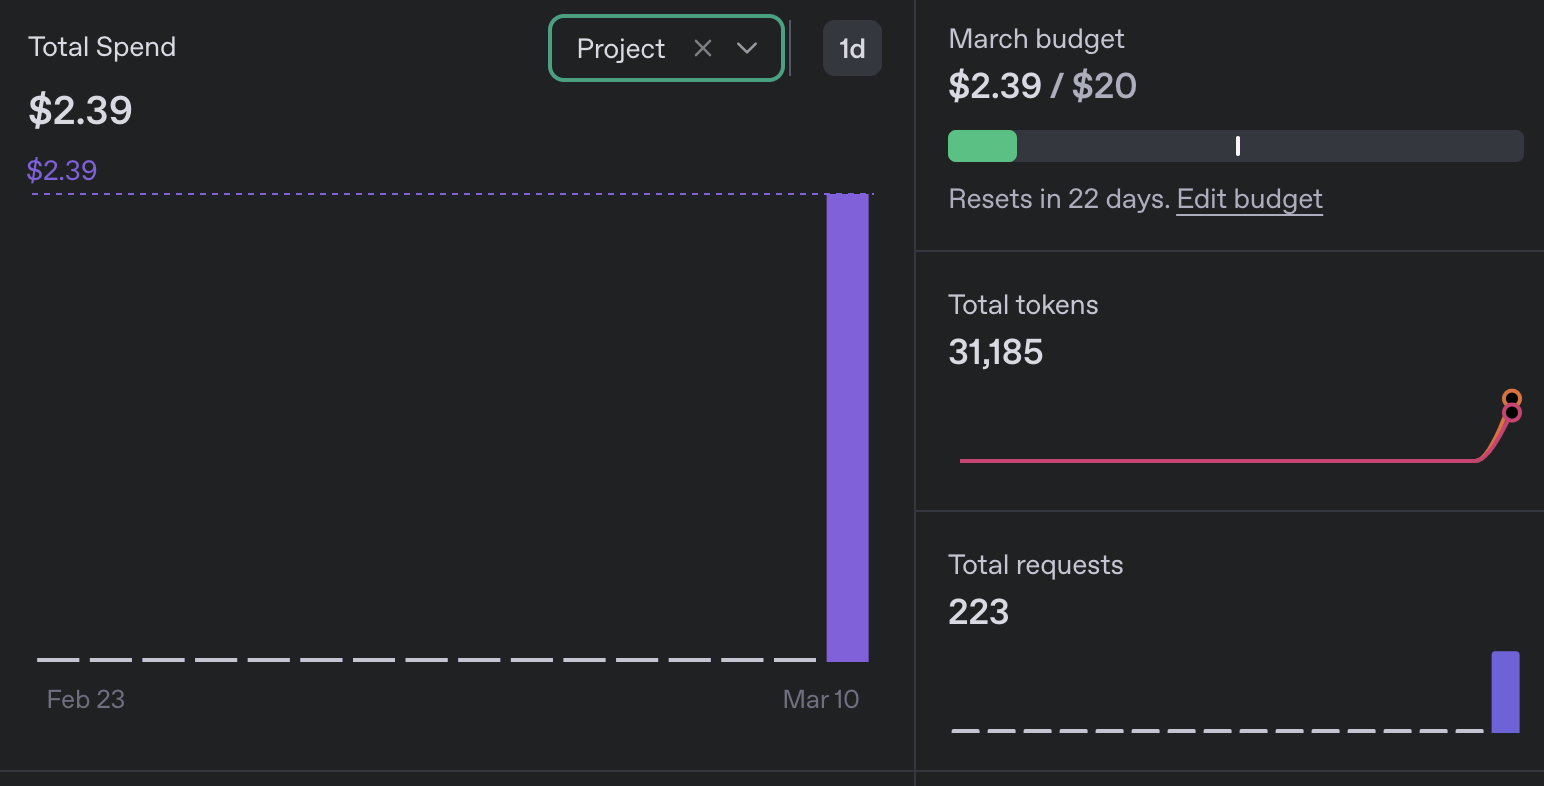 Total Spend
Project
1d
$2.39
$2.39
Feb 23
Mar 10
March budget
$2.39 / $20
Resets in 22 days. Edit budget
Total tokens
31,185
Total requests
223